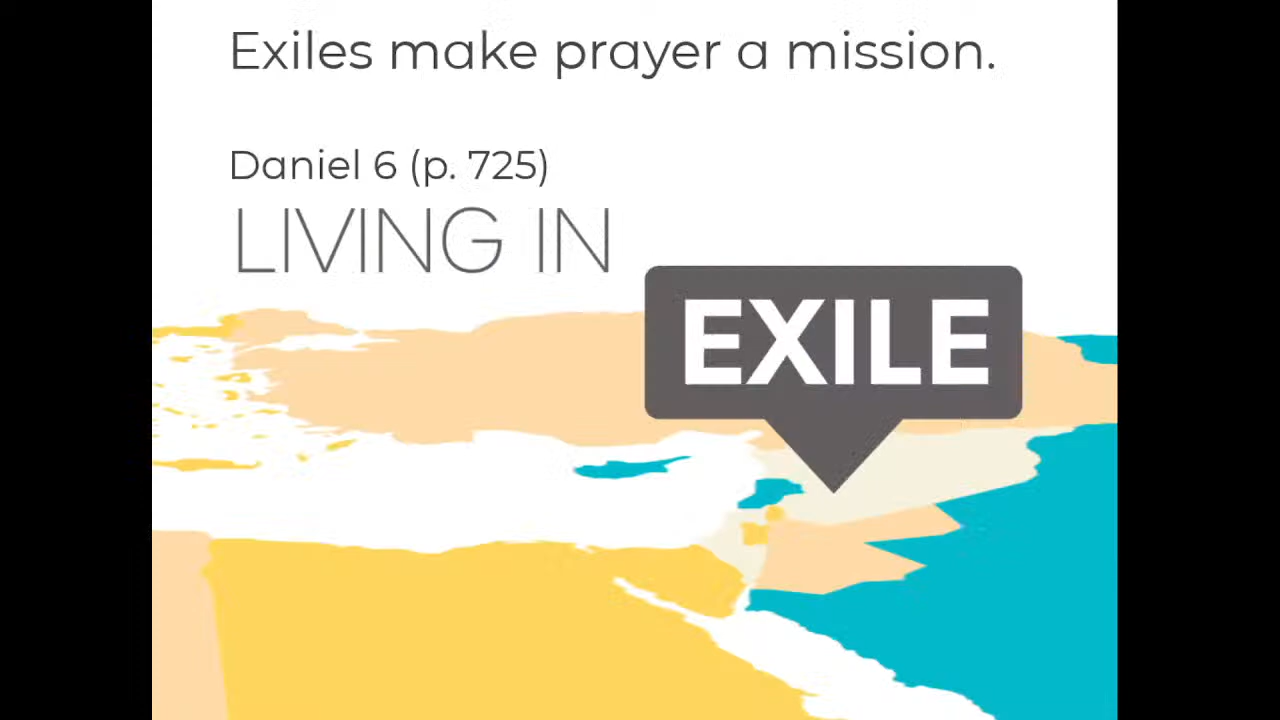 Exiles make prayer a mission.
Daniel 6 (p. 725)
LIVING IN
EXILE